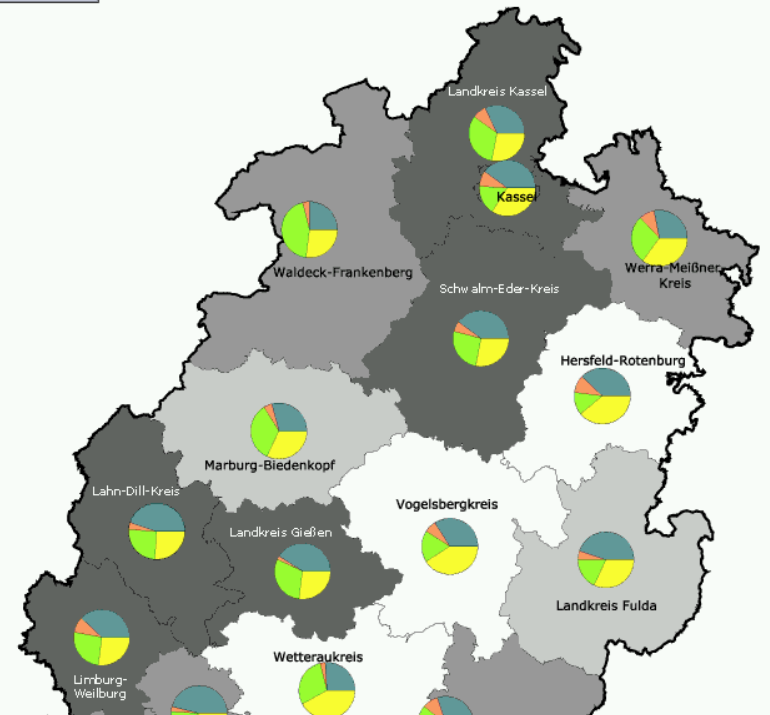 Landkreis Kassel
Kassel
Waldeck-Frankenberg
Werra-Meißner
Kreis
Schwalm-Eder-Kreis
Hersfeld-Rotenburg
Marburg-Biedenkopf
Lahn-Dill-Kreis
Vogelsbergkreis
Landkreis Gießen
Landkreis Fulda
Wetteraukreis
Limburg-
Weilburg